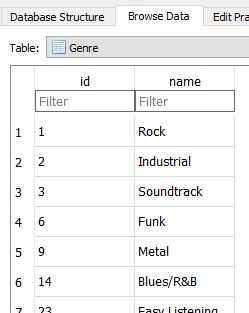 Database Structure Browse Data Edit Pra
Table: Genre
id name
Filter Filter
1 1 Rock
2 2 Industrial
3 3 Soundtrack
4 6 Funk
5 9 Metal
6 14 Blues/R&B
7 23 Easy Listening